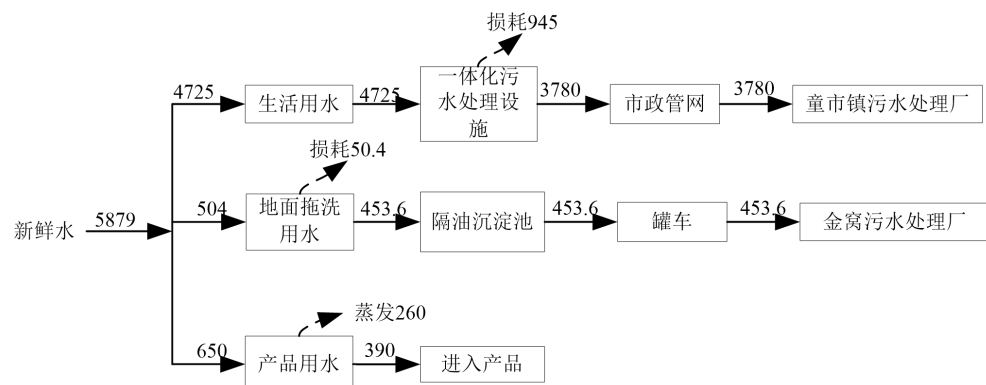 损耗945
4725
生活用水
4725
一体化污
水处理设
施
3780
市政管网
3780
童市镇污水处理厂
损耗50.4
新鲜水
5879
504
地面拖洗
用水
453.6
隔油沉淀池
453.6
罐车
453.6
金窝污水处理厂
蒸发260
650
产品用水
390
进入产品